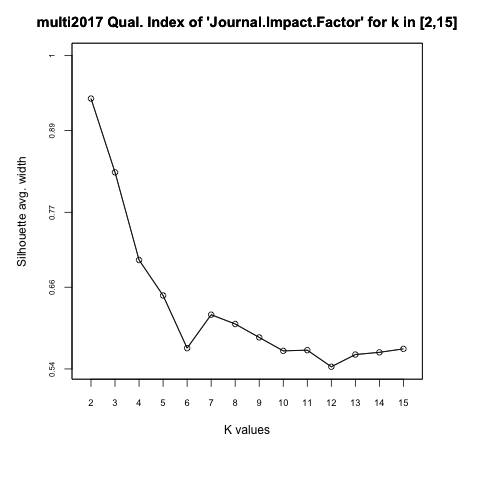 multi2017 Qual. Index of 'Journal.Impact.Factor' for k in [2,15]
Silhouette avg. width
1
0.89
0.77
0.66
0.54
2 3 4 5 6 7 8 9 10 11 12 13 14 15
K values